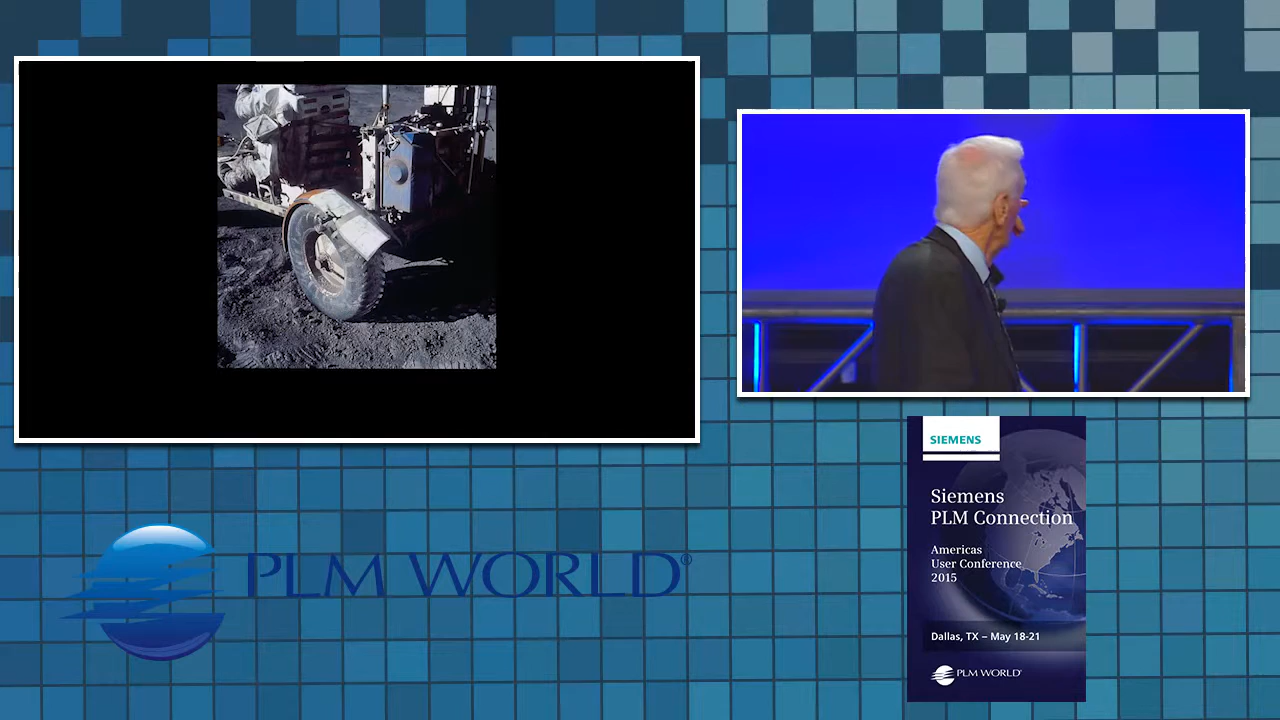 SIEMENS
Siemens
PLM Connection
Americas
User Conference
2015
Dallas, TX – May 18-21
PLM WORLD®
PLM WORLD®